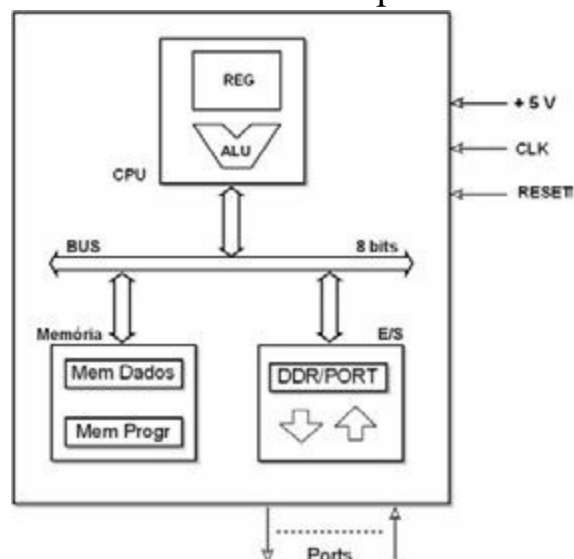 REG
ALU
CPU
+ 5 V
CLK
RESET
BUS 8 bits
Memória
Mem Dados
Mem Progr
E/S
DDR/PORT
Ports